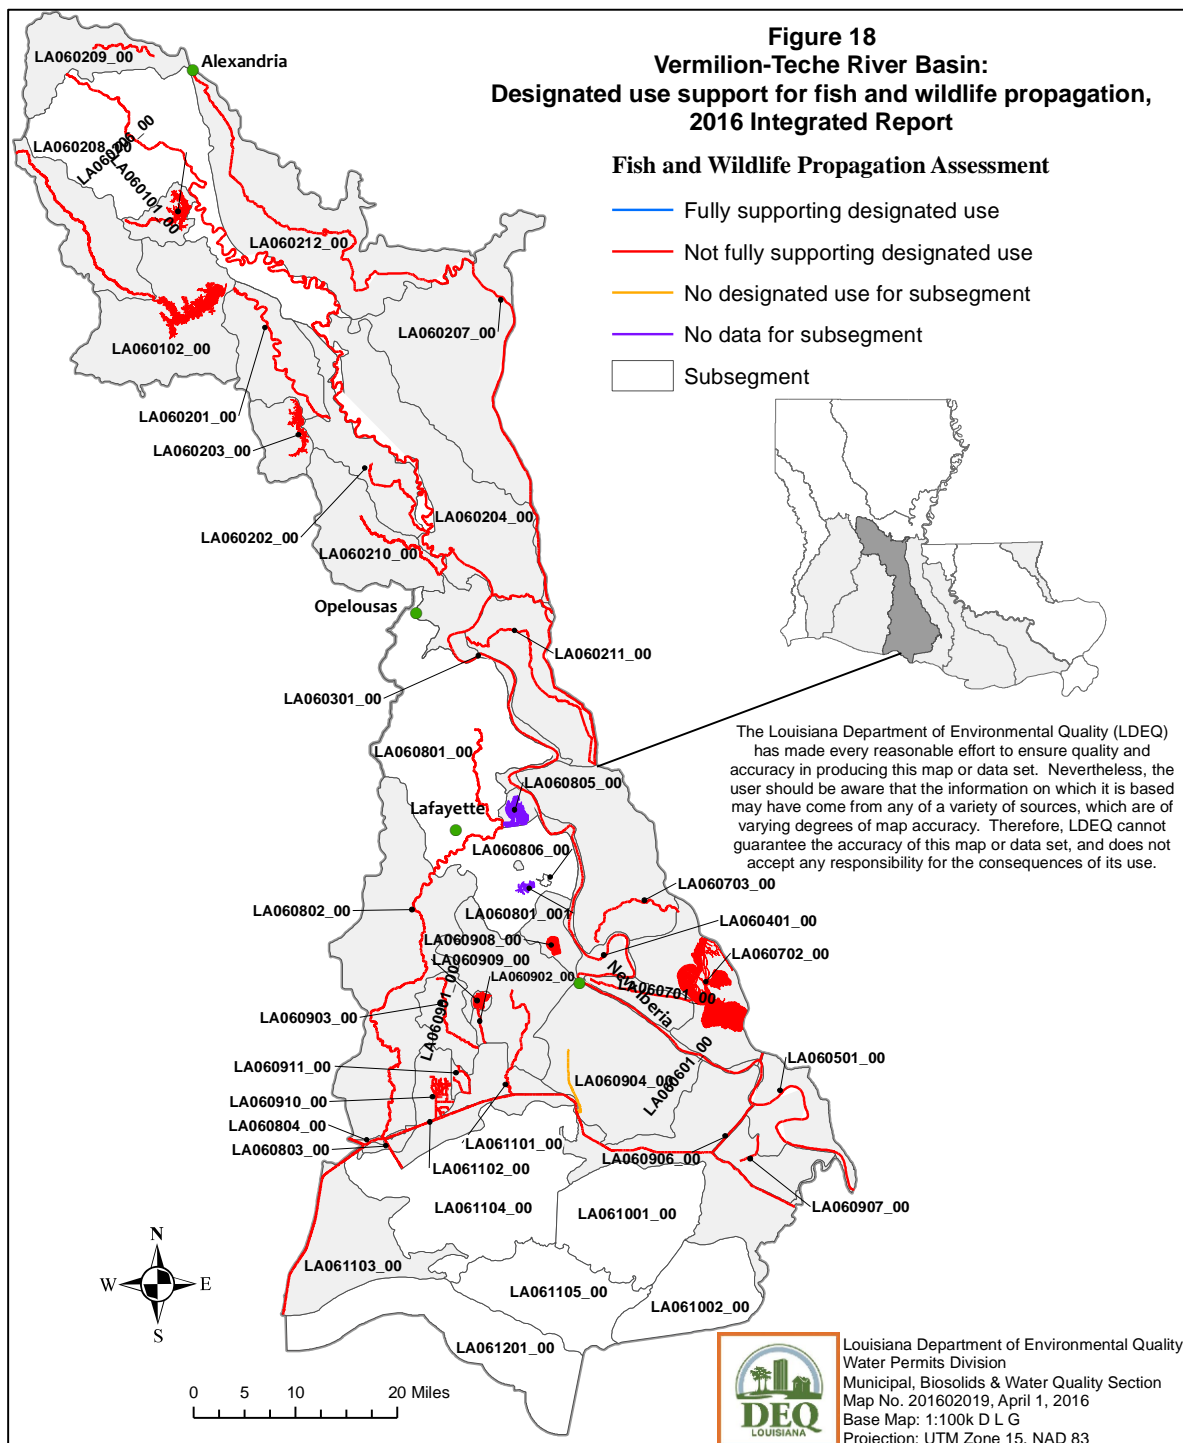 Figure 18
Vermilion-Teche River Basin:
Designated use support for fish and wildlife propagation,
2016 Integrated Report
Fish and Wildlife Propagation Assessment
Fully supporting designated use
Not fully supporting designated use
No designated use for subsegment
No data for subsegment
Subsegment
LA060209_00
Alexandria
LA060208_00
LA060206_00
LA060101_00
LA060212_00
LA060207_00
LA060102_00
LA060201_00
LA060203_00
LA060204_00
LA060202_00
LA060210_00
Opelousas
LA060211_00
LA060301_00
The Louisiana Department of Environmental Quality (LDEQ)
has made every reasonable effort to ensure quality and
accuracy in producing this map or data set. Nevertheless, the
user should be aware that the information on which it is based
may have come from any of a variety of sources, which are of
varying degrees of map accuracy. Therefore, LDEQ cannot
guarantee the accuracy of this map or data set, and does not
accept any responsibility for the consequences of its use.
LA060801_00
LA060805_00
Lafayette
LA060806_00
LA060703_00
LA060802_00
LA060801_001
LA060401_00
LA060908_00
LA060702_00
LA060909_00
LA060902_00
New Iberia
LA060701_00
LA060901_00
LA060903_00
LA060501_00
LA060911_00
LA060904_00
LA060601_00
LA060910_00
LA060804_00
LA060803_00
LA061101_00
LA060906_00
LA061102_00
LA060907_00
LA061104_00
LA061001_00
LA061103_00
LA061105_00
LA061002_00
LA061201_00
N
W
E
S
0 5 10 20 Miles
DEQ
LOUISIANA
Louisiana Department of Environmental Quality
Water Permits Division
Municipal, Biosolids & Water Quality Section
Map No. 201602019, April 1, 2016
Base Map: 1:100k D L G
Projection: UTM Zone 15, NAD 83